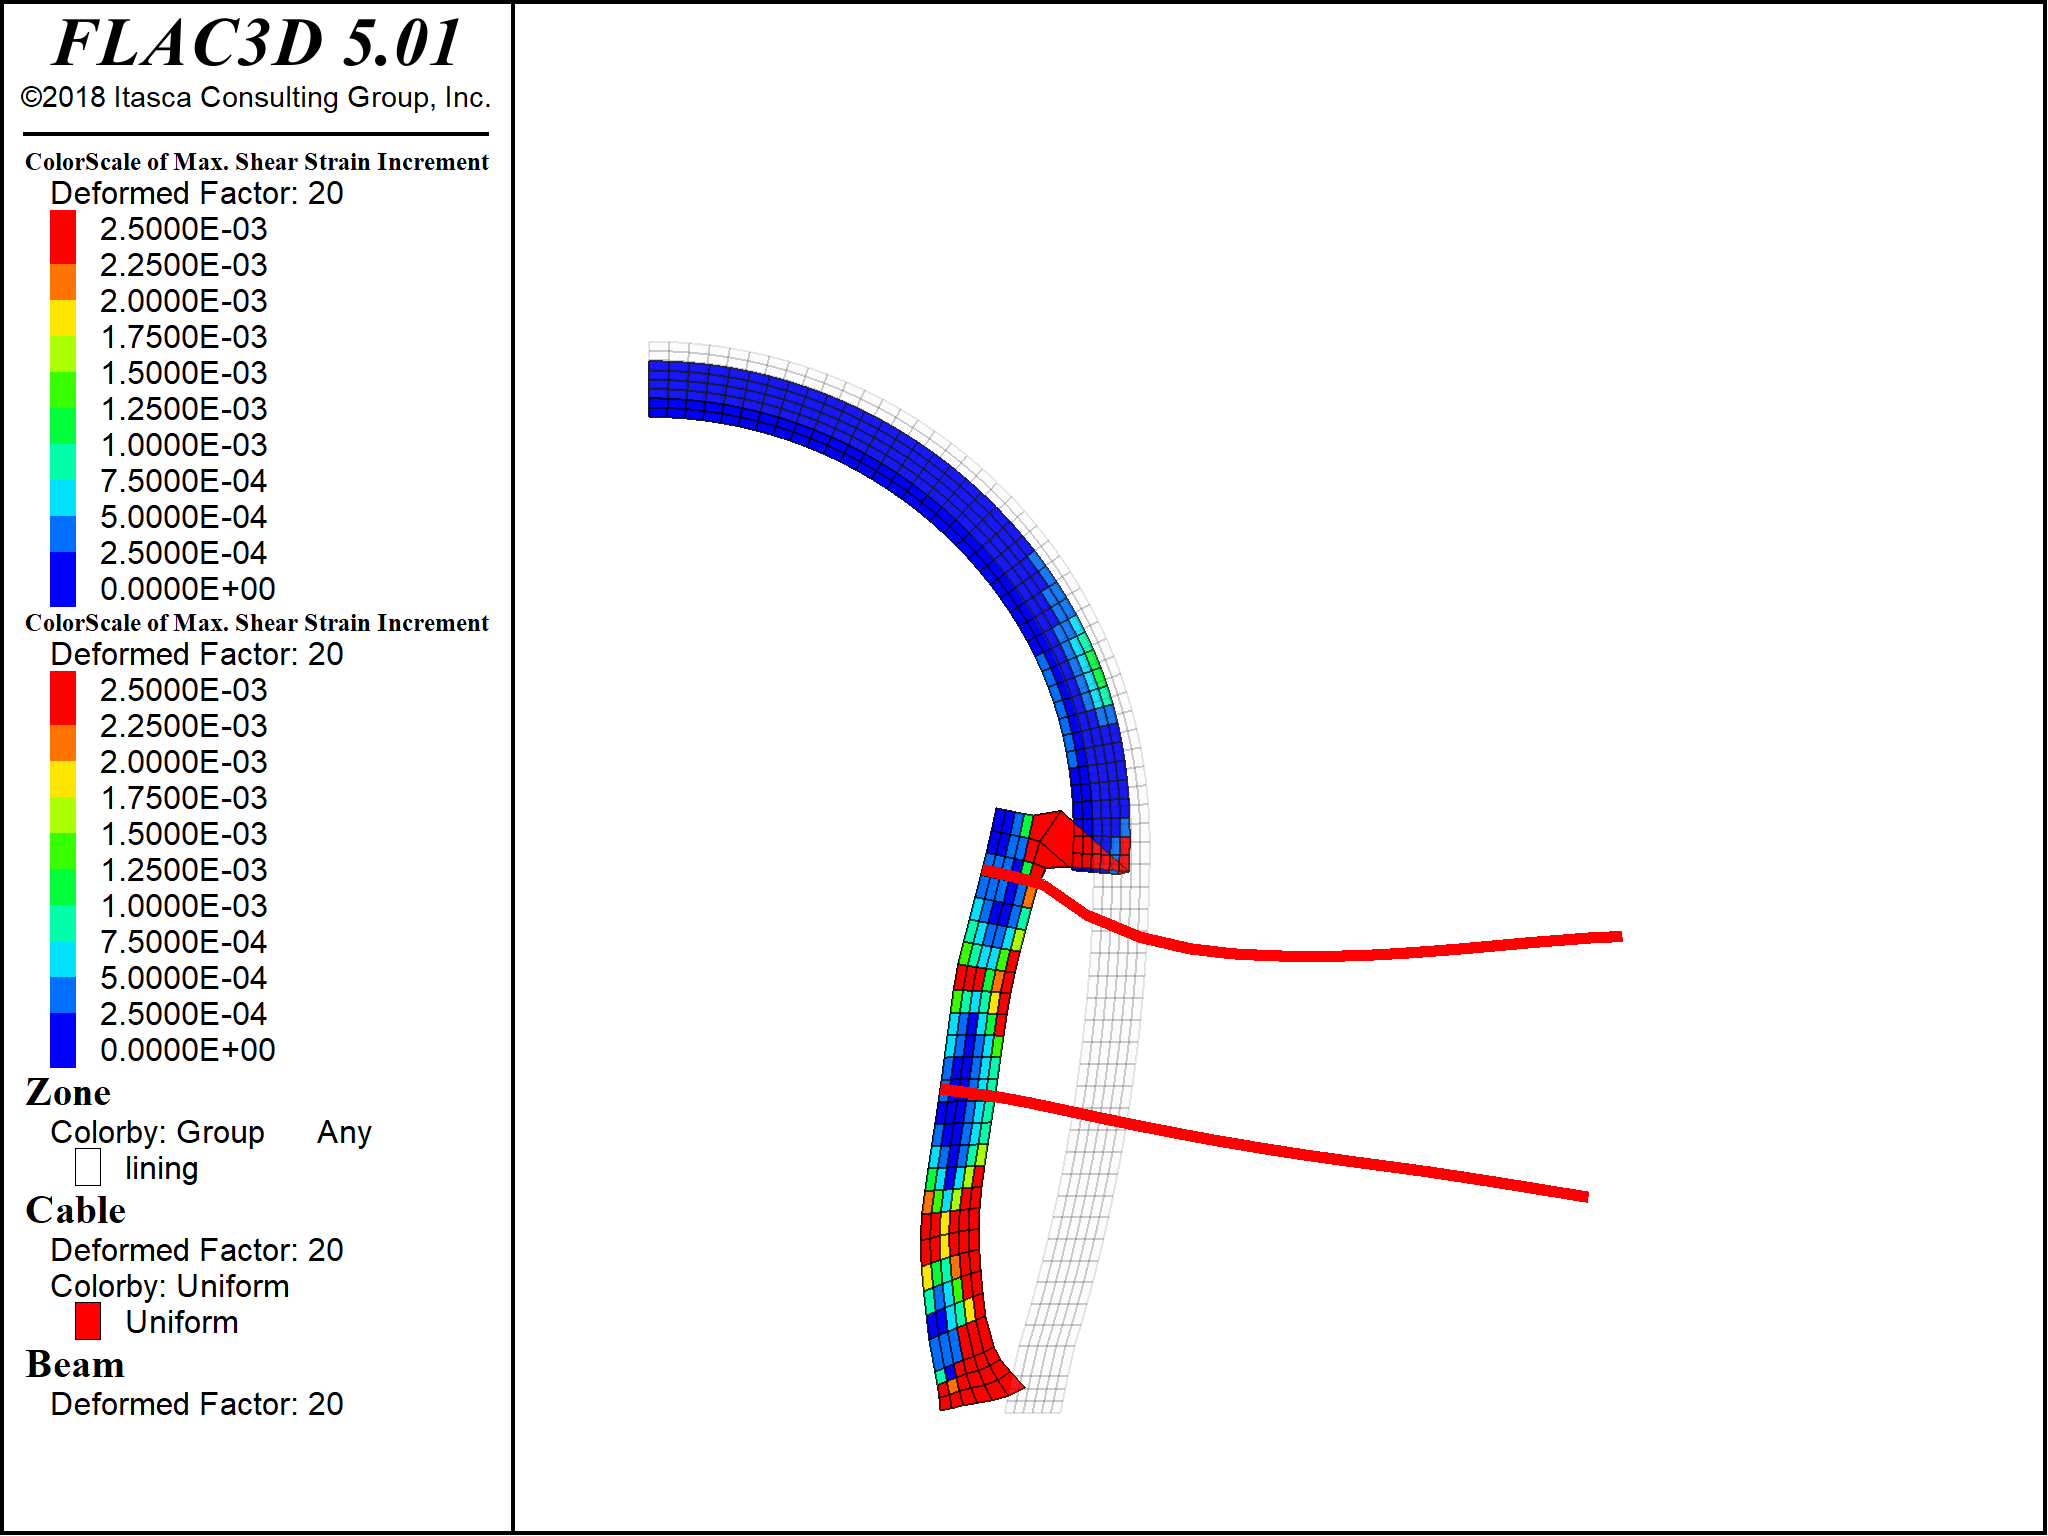 FLAC3D 5.01
©2018 Itasca Consulting Group, Inc.
ColorScale of Max. Shear Strain Increment
Deformed Factor: 20
2.5000E-03
2.2500E-03
2.0000E-03
1.7500E-03
1.5000E-03
1.2500E-03
1.0000E-03
7.5000E-04
5.0000E-04
2.5000E-04
0.0000E+00
ColorScale of Max. Shear Strain Increment
Deformed Factor: 20
2.5000E-03
2.2500E-03
2.0000E-03
1.7500E-03
1.5000E-03
1.2500E-03
1.0000E-03
7.5000E-04
5.0000E-04
2.5000E-04
0.0000E+00
Zone
Colorby: Group Any
lining
Cable
Deformed Factor: 20
Colorby: Uniform
Uniform
Beam
Deformed Factor: 20